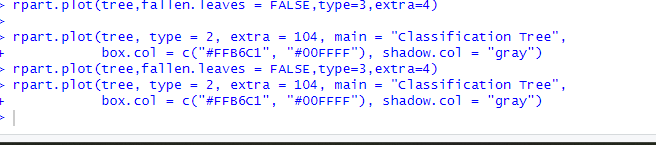 > rpart.plot(tree,fallen.leaves = FALSE,type=3,extra=4)
>
> rpart.plot(tree, type = 2, extra = 104, main = "Classification Tree",
+            box.col = c("#FFB6C1", "#00FFFF"), shadow.col = "gray")
> rpart.plot(tree,fallen.leaves = FALSE,type=3,extra=4)
> rpart.plot(tree, type = 2, extra = 104, main = "Classification Tree",
+            box.col = c("#FFB6C1", "#00FFFF"), shadow.col = "gray")
>